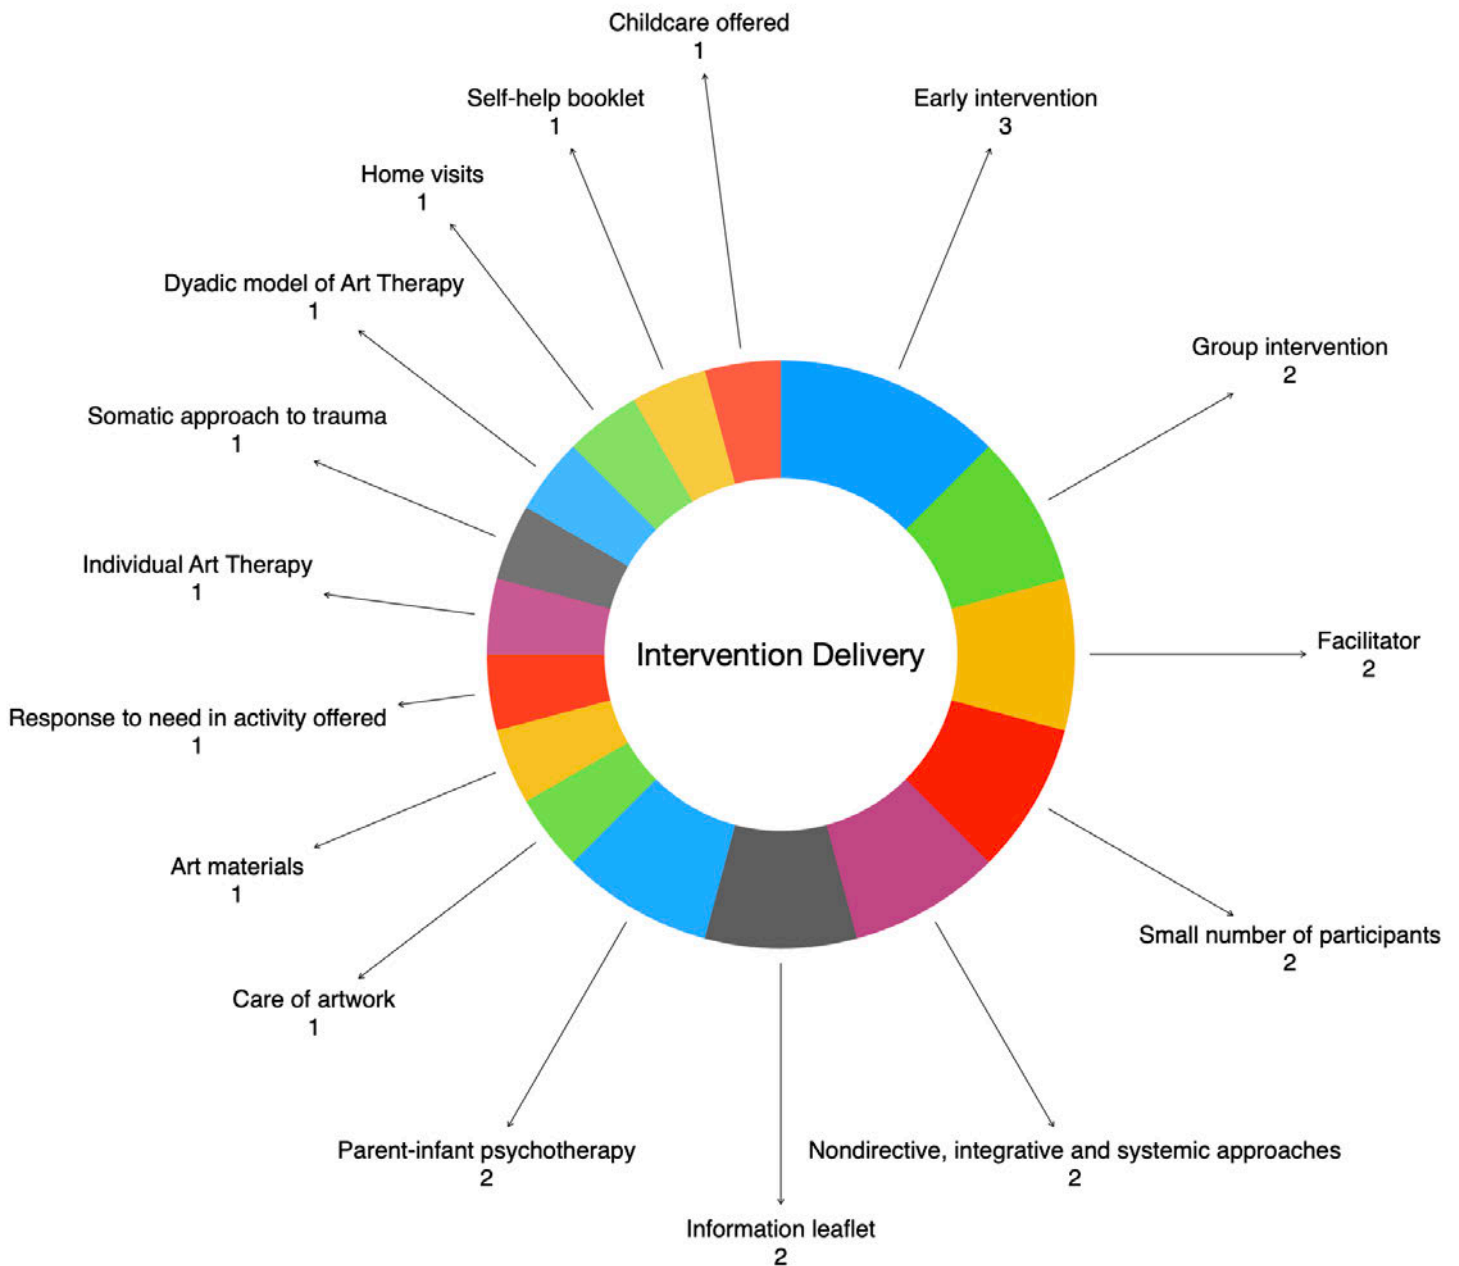 Childcare offered
1
Self-help booklet
1
Early intervention
3
Home visits
1
Dyadic model of Art Therapy
1
Group intervention
2
Somatic approach to trauma
1
Individual Art Therapy
1
Intervention Delivery
Facilitator
2
Response to need in activity offered
1
Art materials
1
Small number of participants
2
Care of artwork
1
Parent-infant psychotherapy
2
Nondirective, integrative and systemic approaches
2
Information leaflet
2